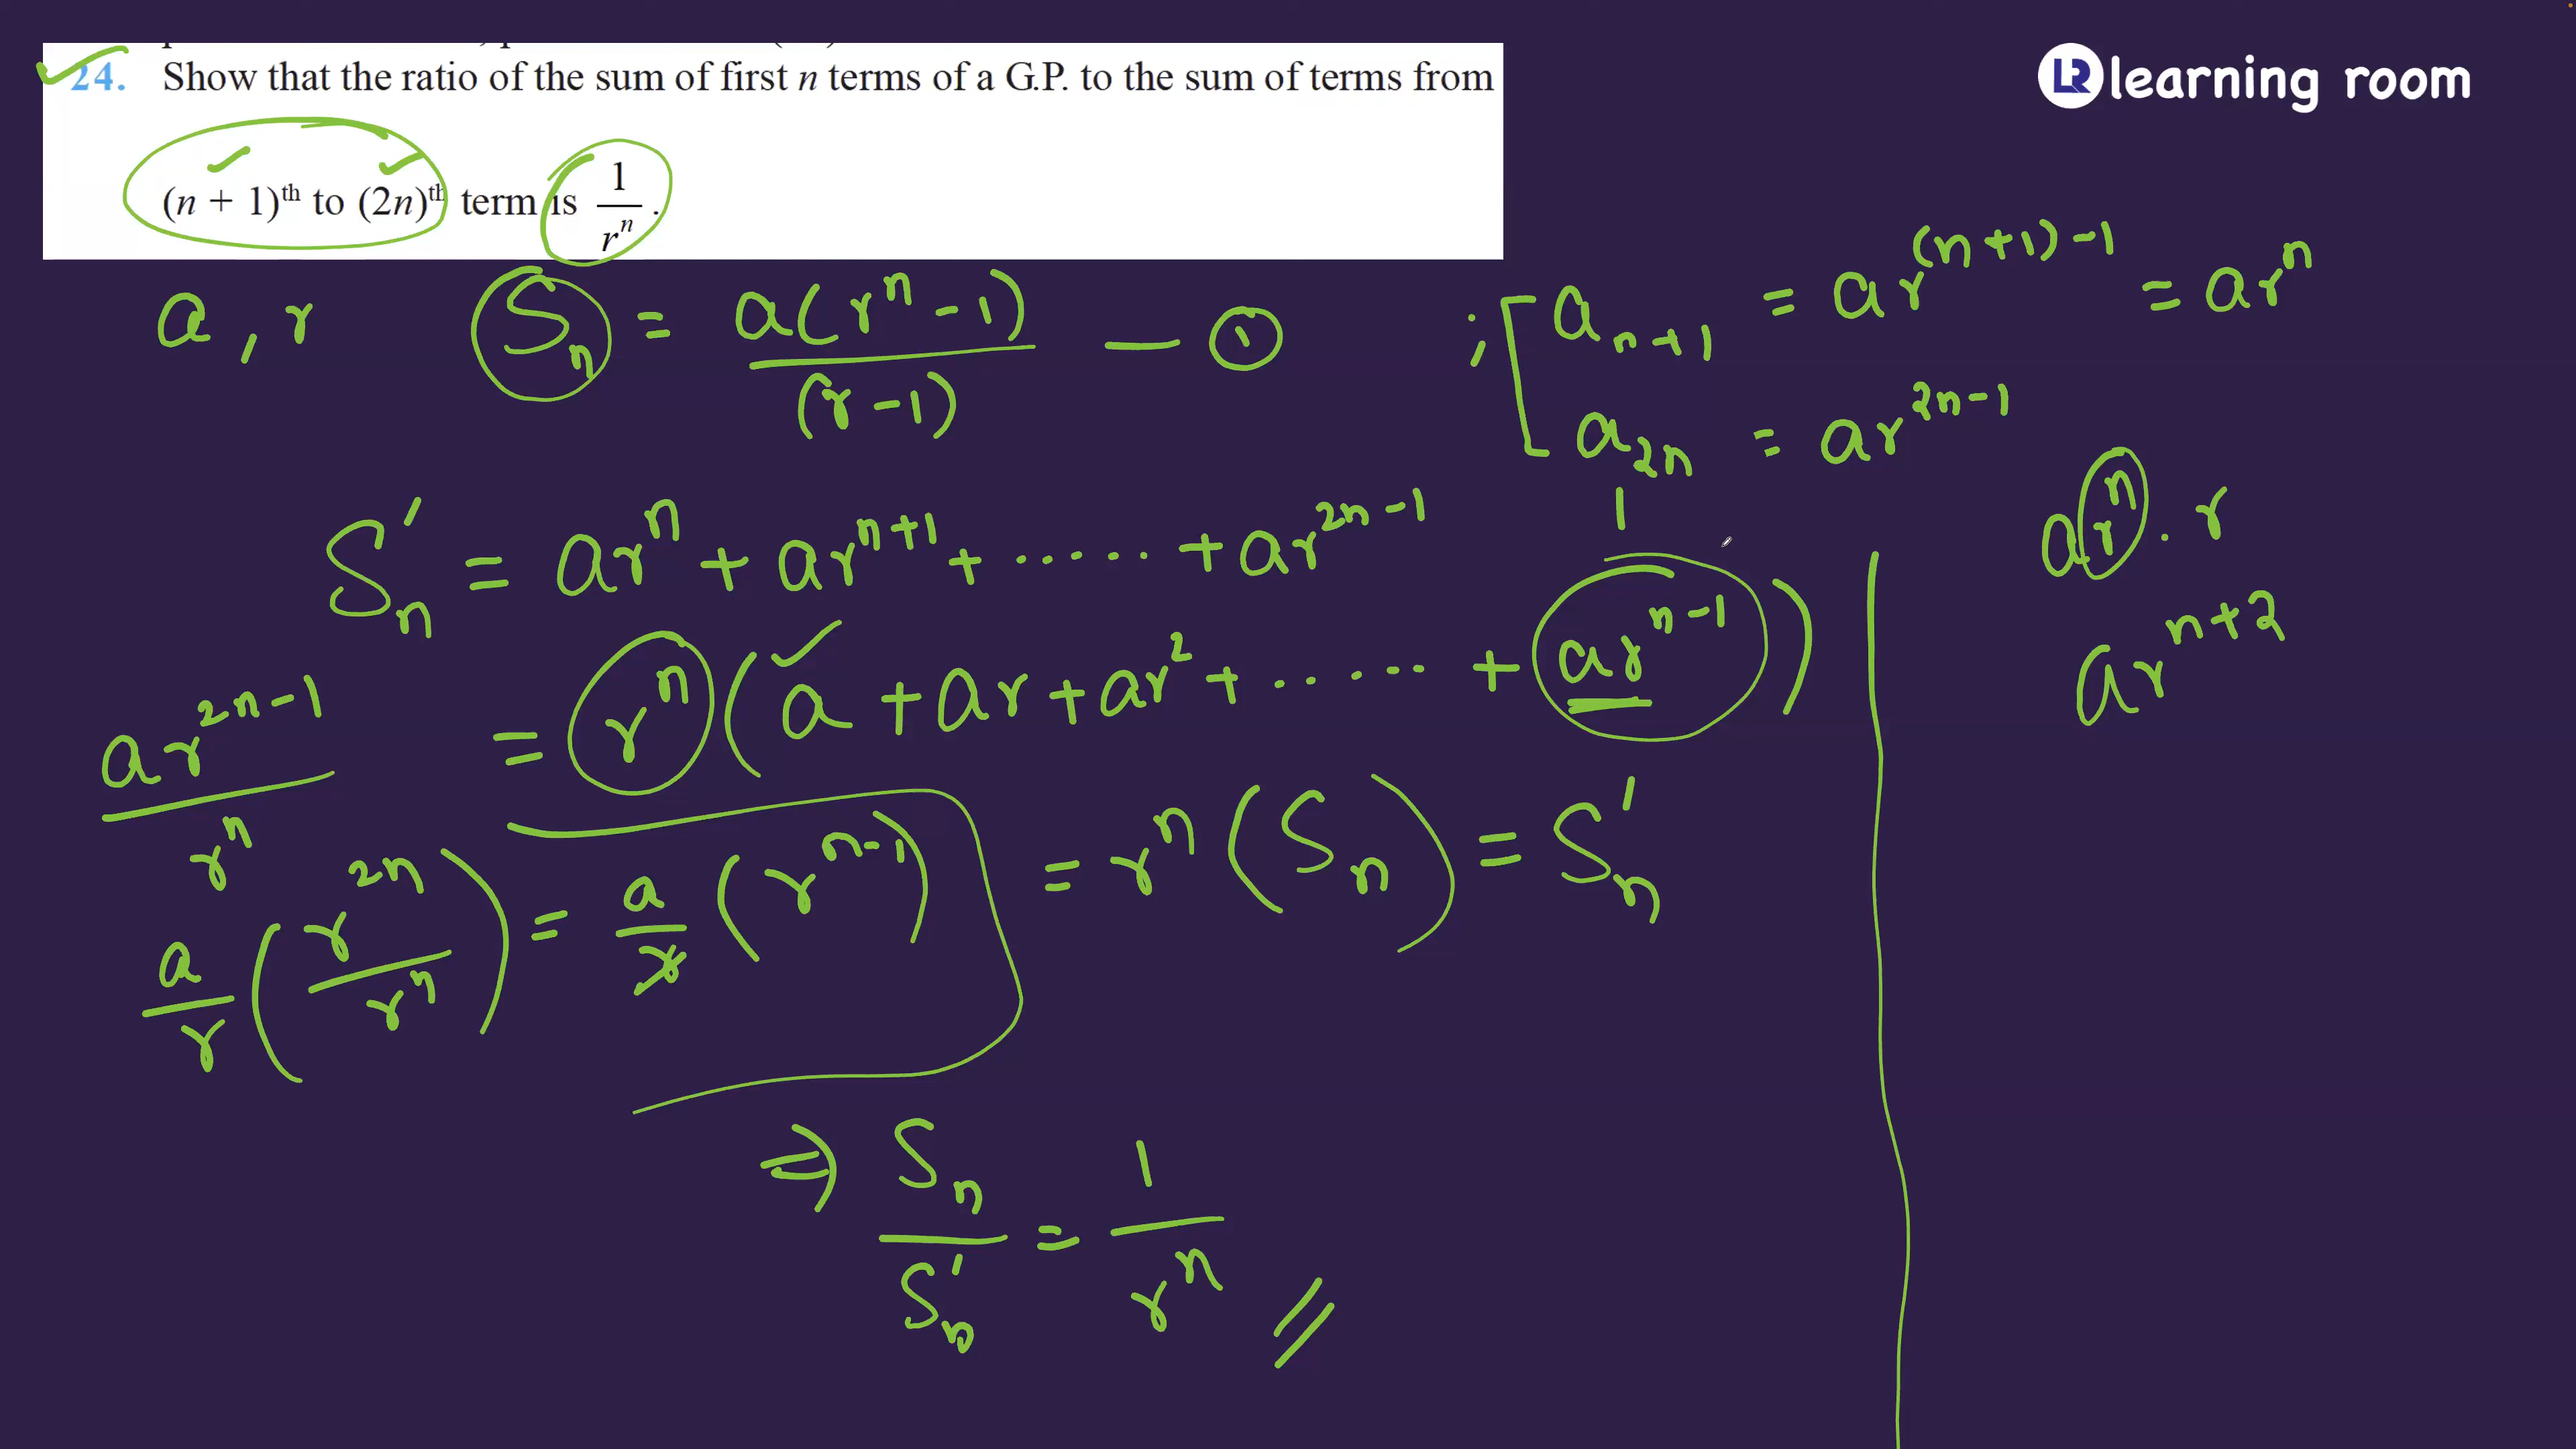 24. Show that the ratio of the sum of first n terms of a G.P. to the sum of terms from
(n + 1)^th to (2n)^th term is 1/r^n .
LR learning room
a , r S_n = a(r^n - 1)/(r - 1) — ① ; [ a_{n+1} = ar^{(n+1)-1} = ar^n
a_{2n} = ar^{2n-1}
S'_n = ar^n + ar^{n+1} + ...... + ar^{2n-1}
ar^n . r
ar^{n+2}
= r^n ( a + ar + ar^2 + ...... + ar^{n-1} )
ar^{2n-1}/r^n
a/r ( r^{2n}/r^n ) = a/r ( r^{n-1} )
= r^n ( S_n ) = S'_n
⇒ S_n/S'_n = 1/r^n //